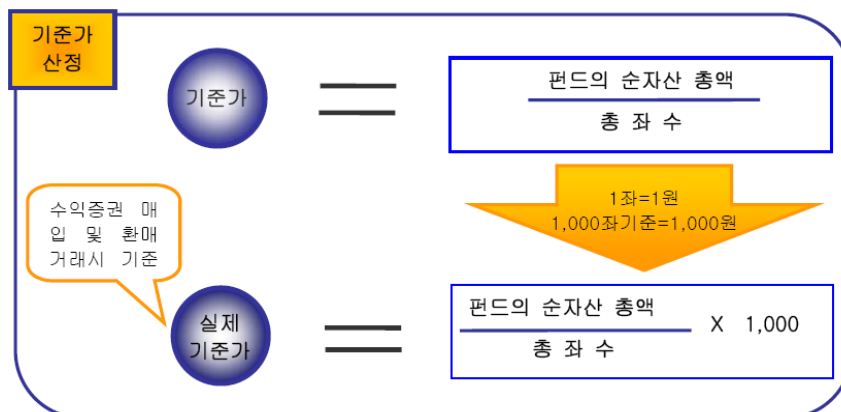 기준가
산정
기준가
펀드의 순자산 총액
총 좌 수
1좌=1원
1,000좌기준=1,000원
수익증권 매
입 및 환매
거래시 기준
실제
기준가
펀드의 순자산 총액
총 좌 수
X 1,000